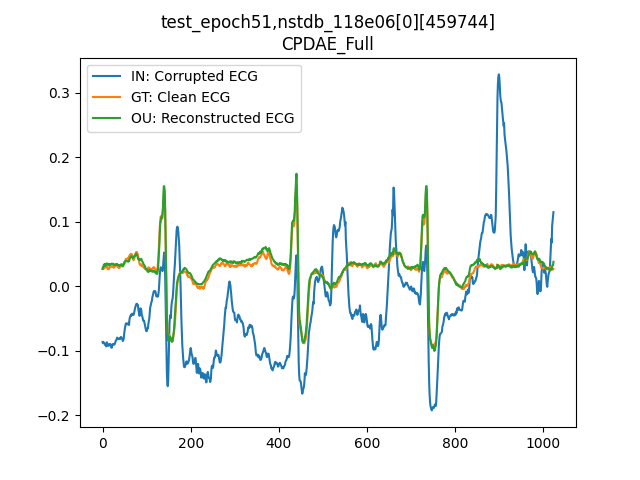 test_epoch51,nstdb_118e06[0][459744]
CPDAE_Full
IN: Corrupted ECG
GT: Clean ECG
OU: Reconstructed ECG
0.3
0.2
0.1
0.0
−0.1
−0.2
0 200 400 600 800 1000